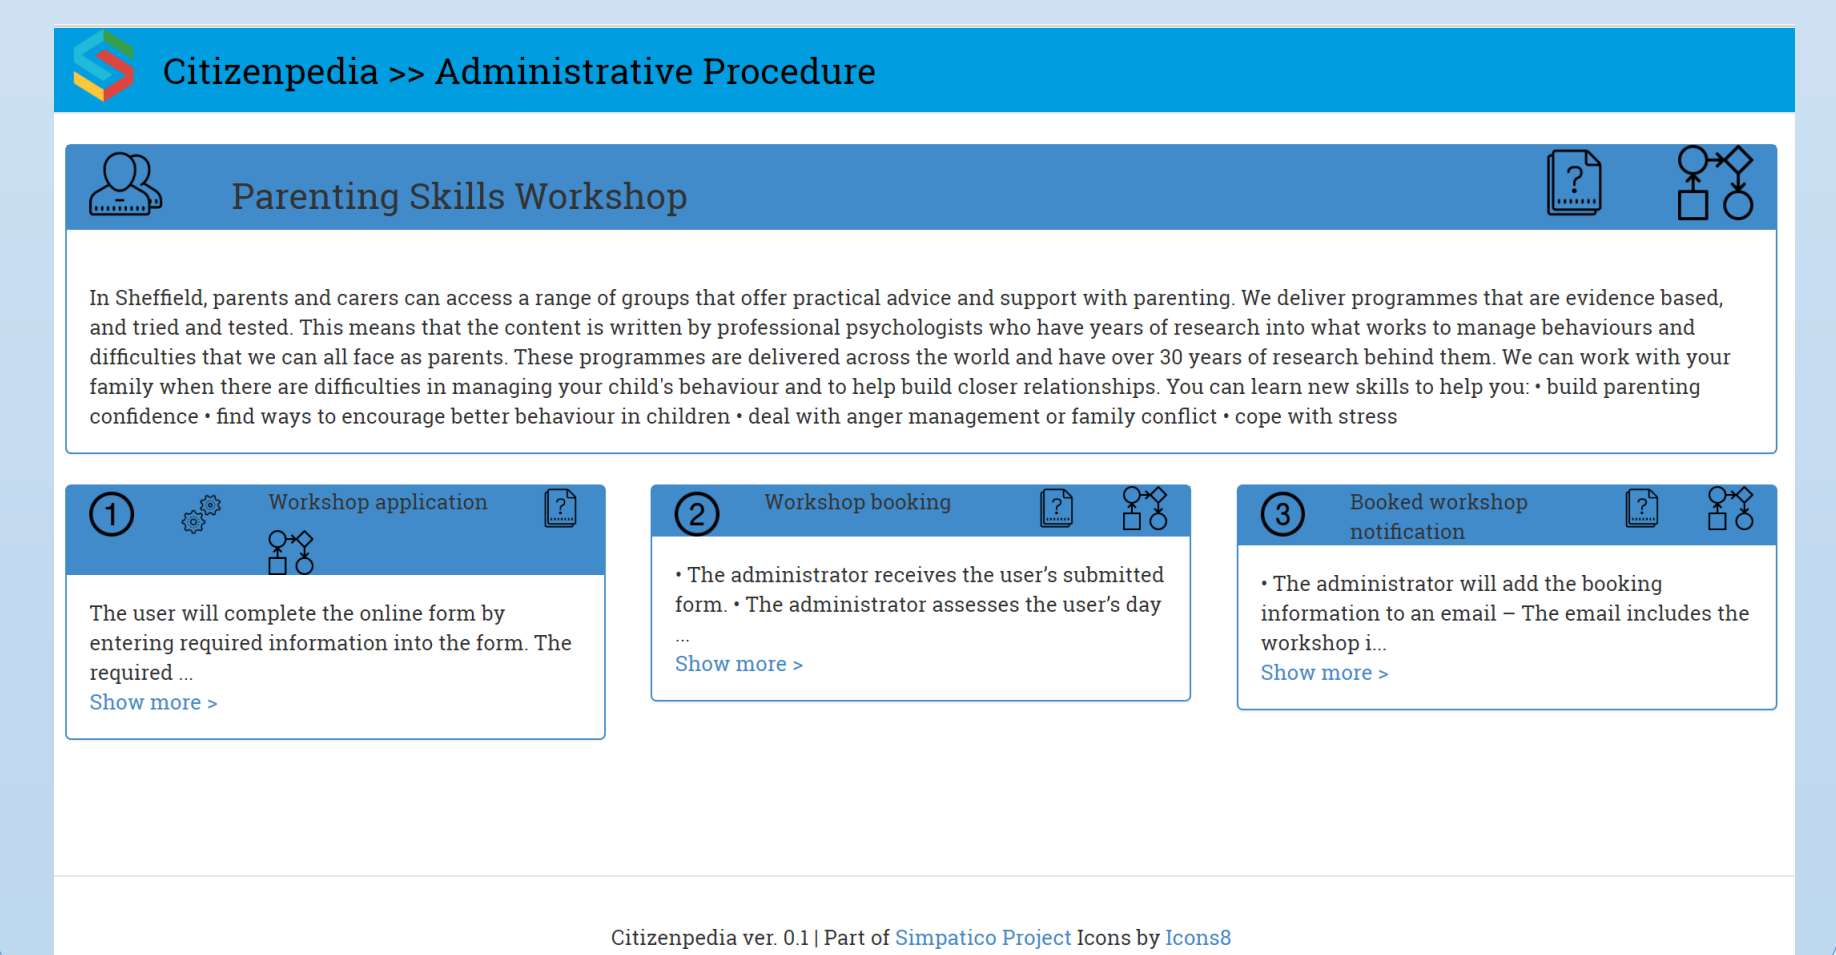 Citizenpedia >> Administrative Procedure
Parenting Skills Workshop
?
In Sheffield, parents and carers can access a range of groups that offer practical advice and support with parenting. We deliver programmes that are evidence based,
and tried and tested. This means that the content is written by professional psychologists who have years of research into what works to manage behaviours and
difficulties that we can all face as parents. These programmes are delivered across the world and have over 30 years of research behind them. We can work with your
family when there are difficulties in managing your child's behaviour and to help build closer relationships. You can learn new skills to help you: • build parenting
confidence • find ways to encourage better behaviour in children • deal with anger management or family conflict • cope with stress
1
Workshop application
?
The user will complete the online form by
entering required information into the form. The
required ...
Show more >
2
Workshop booking
?
• The administrator receives the user’s submitted
form. • The administrator assesses the user’s day
...
Show more >
3
Booked workshop
notification
?
• The administrator will add the booking
information to an email – The email includes the
workshop i...
Show more >
Citizenpedia ver. 0.1 | Part of Simpatico Project Icons by Icons8